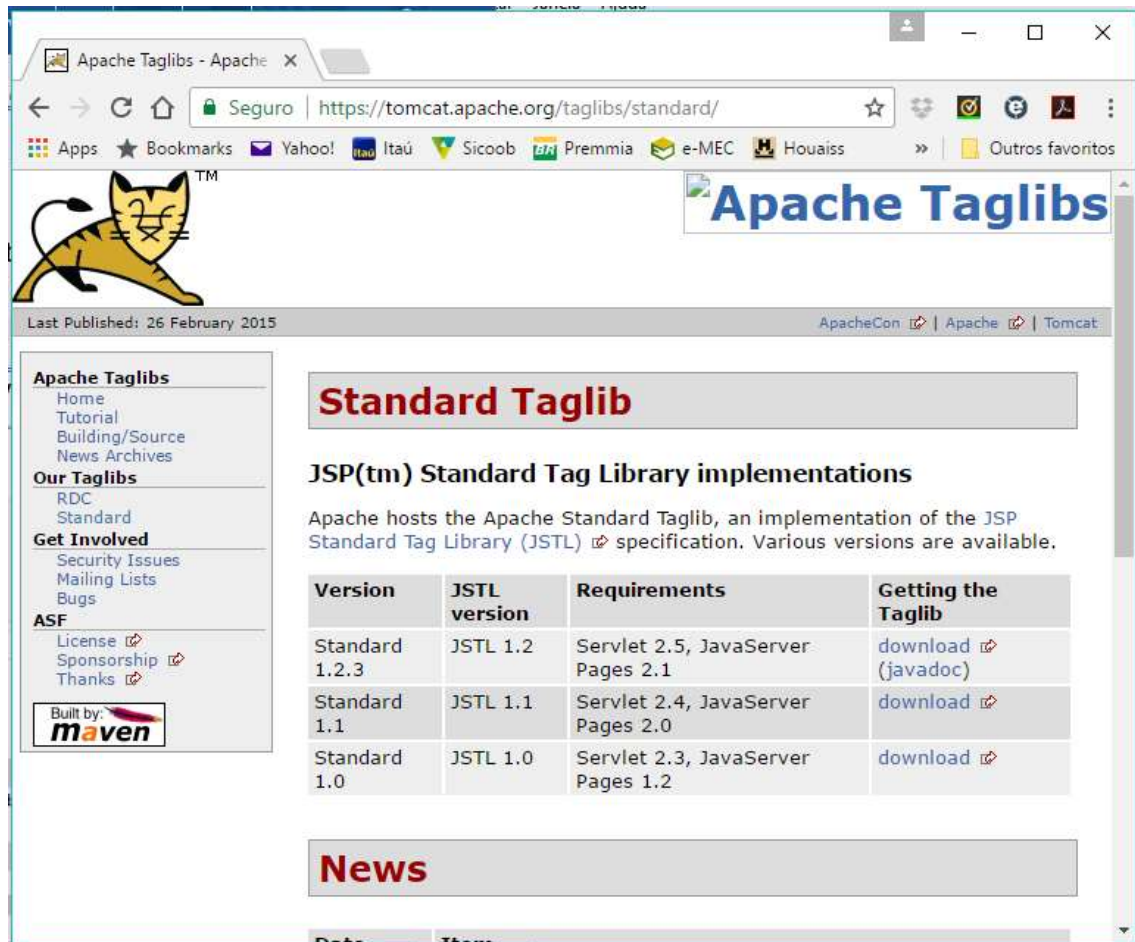 Apache Taglibs - Apache
Seguro | https://tomcat.apache.org/taglibs/standard/
Apps Bookmarks Yahoo! Itaú Sicoob Premmia e-MEC Houaiss » Outros favoritos
TM
Apache Taglibs
Last Published: 26 February 2015
ApacheCon | Apache | Tomcat
Apache Taglibs
Home
Tutorial
Building/Source
News Archives
Our Taglibs
RDC
Standard
Get Involved
Security Issues
Mailing Lists
Bugs
ASF
License
Sponsorship
Thanks
Built by:
maven
Standard Taglib
JSP(tm) Standard Tag Library implementations
Apache hosts the Apache Standard Taglib, an implementation of the JSP
Standard Tag Library (JSTL) specification. Various versions are available.
Version JSTL version Requirements Getting the Taglib
Standard 1.2.3 JSTL 1.2 Servlet 2.5, JavaServer Pages 2.1 download (javadoc)
Standard 1.1 JSTL 1.1 Servlet 2.4, JavaServer Pages 2.0 download
Standard 1.0 JSTL 1.0 Servlet 2.3, JavaServer Pages 1.2 download
News
Date Item